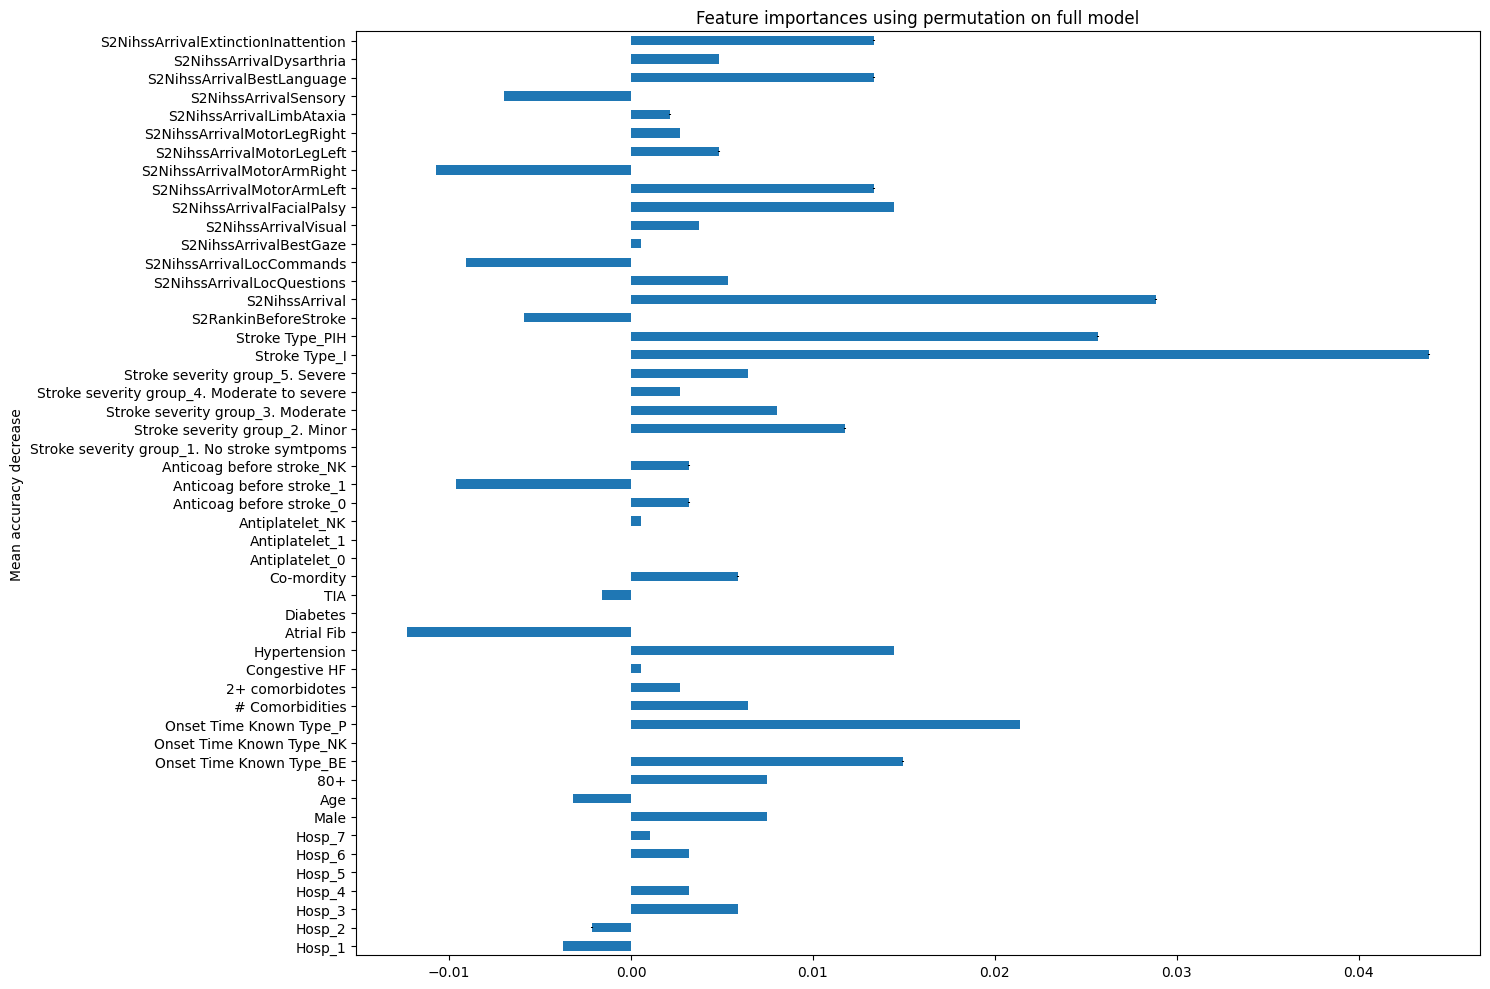 Feature importances using permutation on full model
S2NihssArrivalExtinctionInattention
S2NihssArrivalDysarthria
S2NihssArrivalBestLanguage
S2NihssArrivalSensory
S2NihssArrivalLimbAtaxia
S2NihssArrivalMotorLegRight
S2NihssArrivalMotorLegLeft
S2NihssArrivalMotorArmRight
S2NihssArrivalMotorArmLeft
S2NihssArrivalFacialPalsy
S2NihssArrivalVisual
S2NihssArrivalBestGaze
S2NihssArrivalLocCommands
S2NihssArrivalLocQuestions
S2NihssArrival
S2RankinBeforeStroke
Stroke Type_PIH
Stroke Type_I
Stroke severity group_5. Severe
Stroke severity group_4. Moderate to severe
Stroke severity group_3. Moderate
Stroke severity group_2. Minor
Stroke severity group_1. No stroke symtpoms
Anticoag before stroke_NK
Anticoag before stroke_1
Anticoag before stroke_0
Antiplatelet_NK
Antiplatelet_1
Antiplatelet_0
Co-mordity
TIA
Diabetes
Atrial Fib
Hypertension
Congestive HF
2+ comorbidotes
# Comorbidities
Onset Time Known Type_P
Onset Time Known Type_NK
Onset Time Known Type_BE
80+
Age
Male
Hosp_7
Hosp_6
Hosp_5
Hosp_4
Hosp_3
Hosp_2
Hosp_1
Mean accuracy decrease
−0.01 0.00 0.01 0.02 0.03 0.04